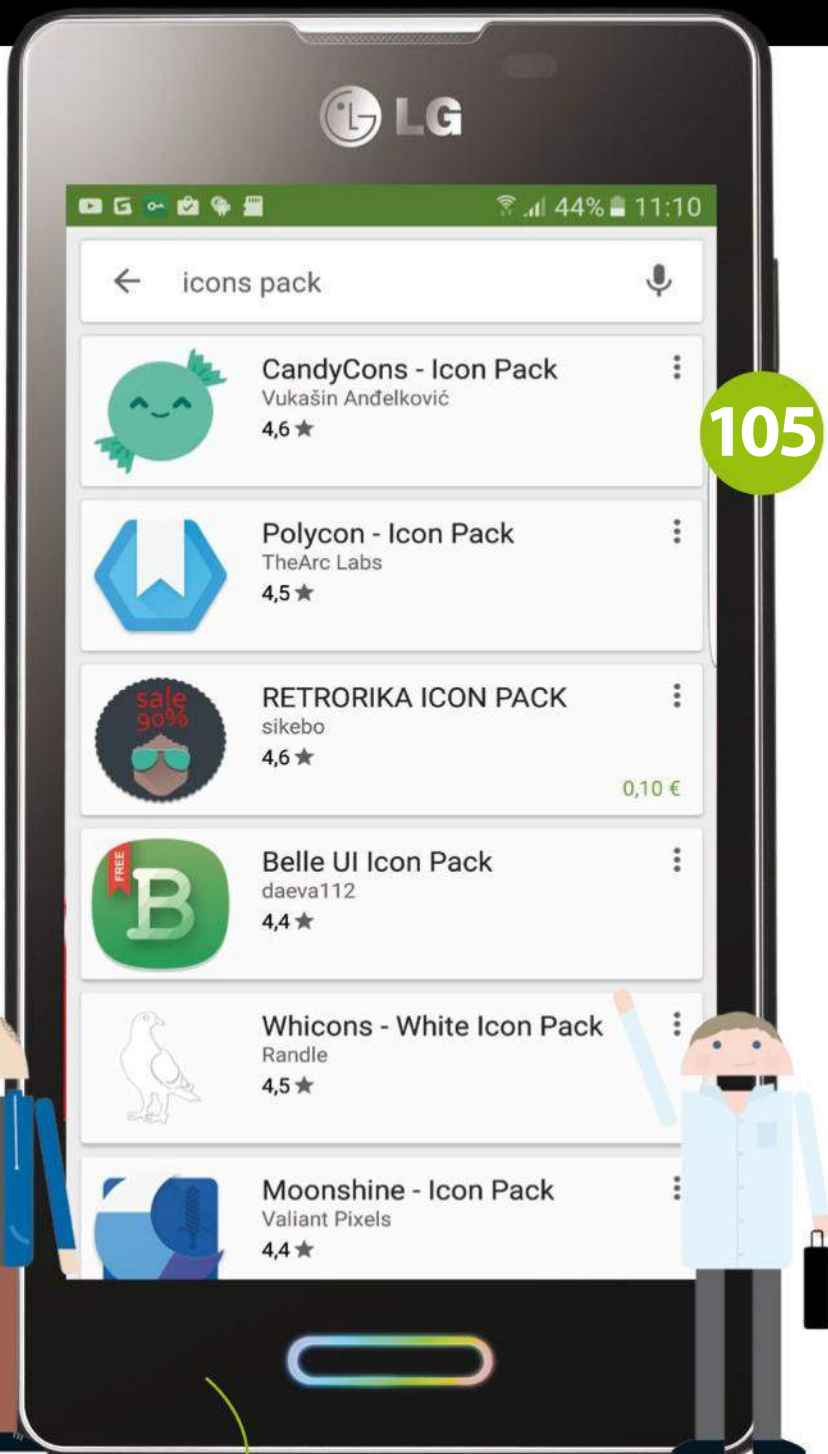 LG
44% 11:10
icons pack
CandyCons - Icon Pack
Vukašin Anđelković
4,6 ★
105
Polycon - Icon Pack
TheArc Labs
4,5 ★
sale
90%
RETRORIKA ICON PACK
sikebo
4,6 ★
0,10 €
FREE
B
Belle UI Icon Pack
daeva112
4,4 ★
Whicons - White Icon Pack
Randle
4,5 ★
Moonshine - Icon Pack
Valiant Pixels
4,4 ★